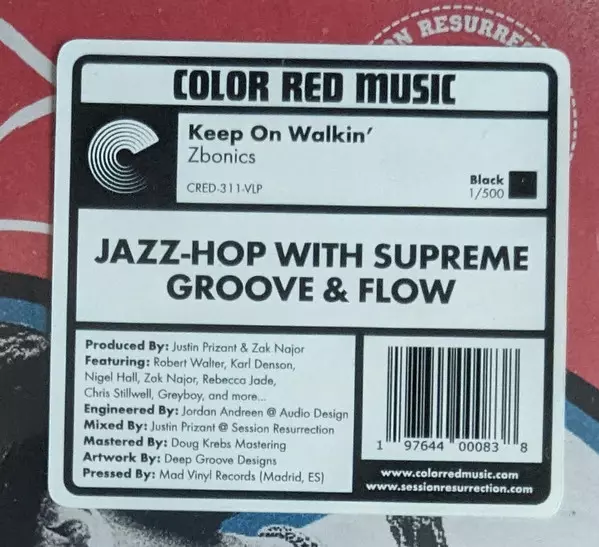 N RESURRE
COLOR RED MUSIC
Keep On Walkin'
Zbonics
CRED-311-VLP
Black
1/500
JAZZ-HOP WITH SUPREME
GROOVE & FLOW
Produced By: Justin Prizant & Zak Najor
Featuring: Robert Walter, Karl Denson,
Nigel Hall, Zak Najor, Rebecca Jade,
Chris Stillwell, Greyboy, and more...
Engineered By: Jordan Andreen @ Audio Design
Mixed By: Justin Prizant @ Session Resurrection
Mastered By: Doug Krebs Mastering
Artwork By: Deep Groove Designs
Pressed By: Mad Vinyl Records (Madrid, ES)
1 97644 00083 8
www.colorredmusic.com
www.sessionresurrection.com